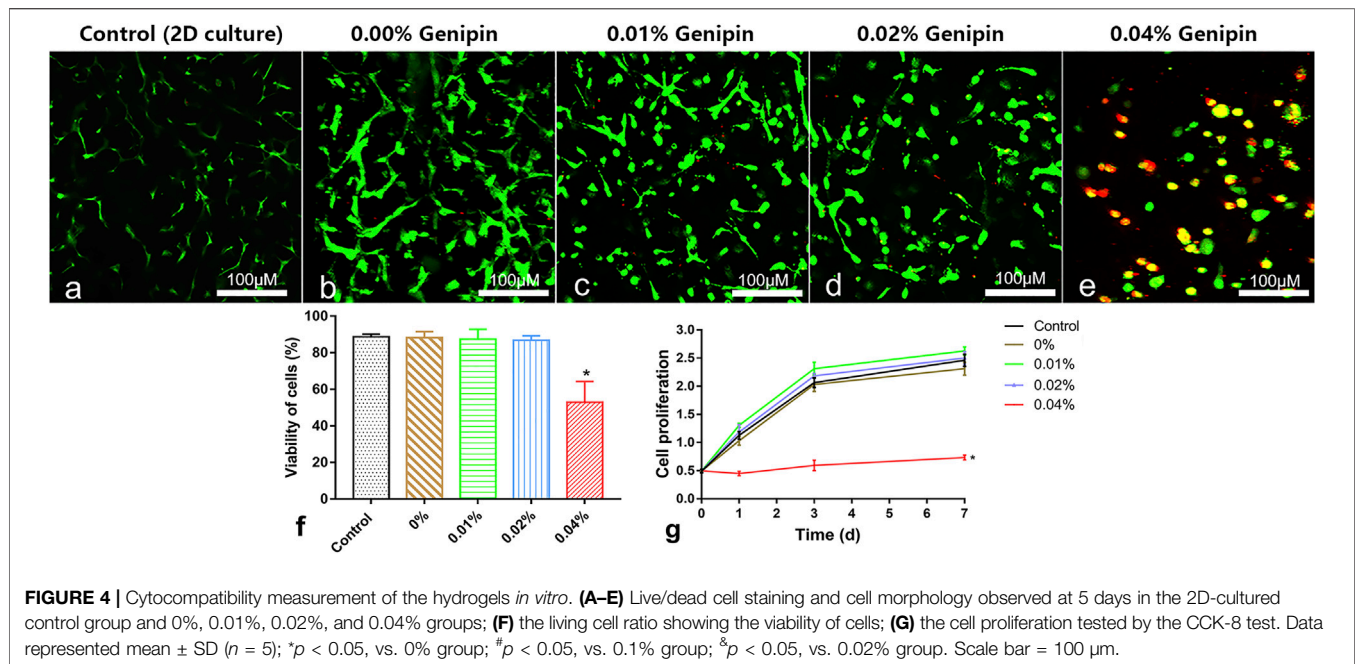 Control (2D culture) 0.00% Genipin 0.01% Genipin 0.02% Genipin 0.04% Genipin
a 100μM b 100μM c 100μM d 100μM e 100μM
Viability of cells (%)
100
80
60
40
20
0
*
Control 0% 0.01% 0.02% 0.04%
f
Cell proliferation
3.0
2.5
2.0
1.5
1.0
0.5
0.0
0 1 2 3 4 5 6 7
Time (d)
*
g
Control
0%
0.01%
0.02%
0.04%
FIGURE 4 | Cytocompatibility measurement of the hydrogels in vitro. (A–E) Live/dead cell staining and cell morphology observed at 5 days in the 2D-cultured
control group and 0%, 0.01%, 0.02%, and 0.04% groups; (F) the living cell ratio showing the viability of cells; (G) the cell proliferation tested by the CCK-8 test. Data
represented mean ± SD (n = 5); *p < 0.05, vs. 0% group; #p < 0.05, vs. 0.1% group; &p < 0.05, vs. 0.02% group. Scale bar = 100 μm.